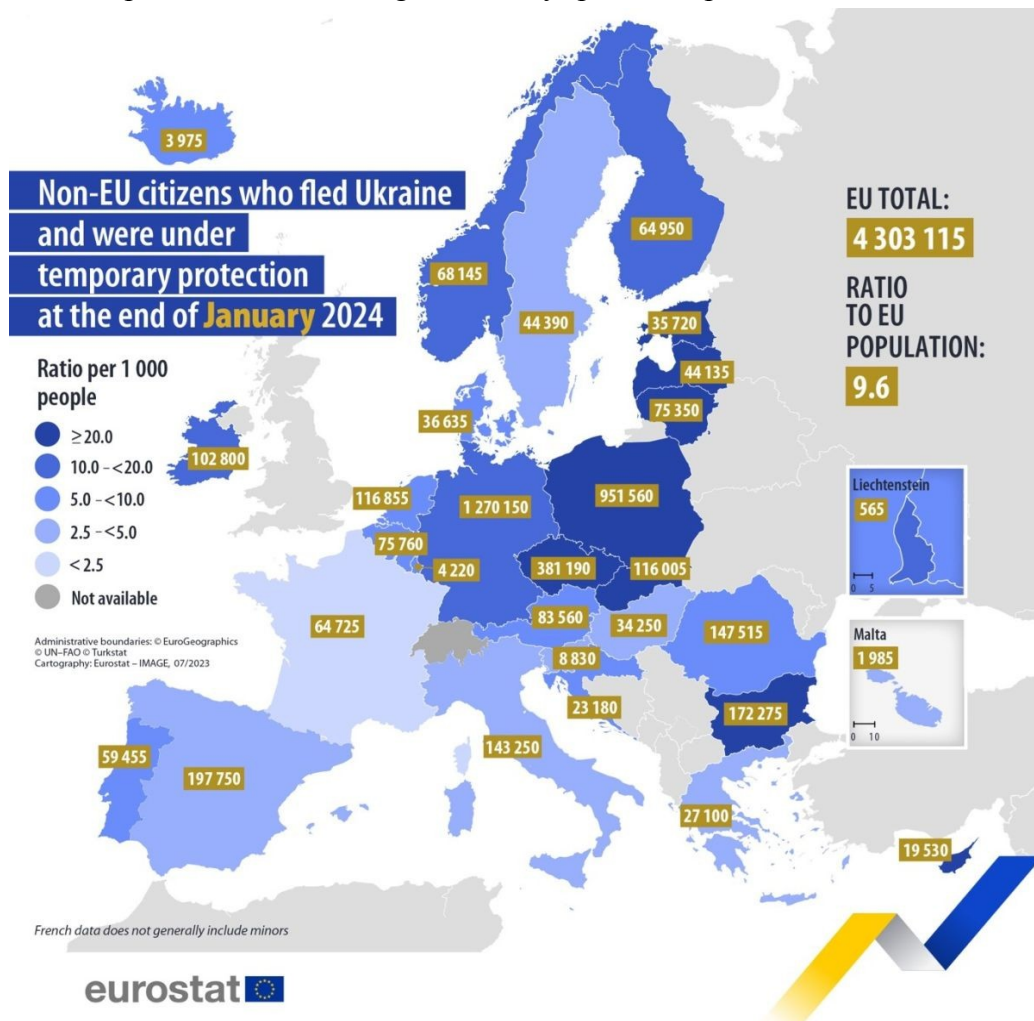 3 975
Non-EU citizens who fled Ukraine
and were under
temporary protection
at the end of January 2024
Ratio per 1 000
people
≥20.0
10.0 -<20.0
5.0 -<10.0
2.5 -<5.0
<2.5
Not available
Administrative boundaries: © EuroGeographics
© UN-FAO © Turkstat
Cartography: Eurostat – IMAGE, 07/2023
EU TOTAL:
4 303 115
RATIO
TO EU
POPULATION:
9.6
64 950
68 145
44 390
35 720
44 135
75 350
36 635
102 800
116 855
1 270 150
951 560
75 760
4 220
381 190
116 005
64 725
83 560
34 250
147 515
8 830
23 180
172 275
143 250
59 455
197 750
27 100
19 530
Liechtenstein
565
0 5
Malta
1 985
0 10
French data does not generally include minors
eurostat